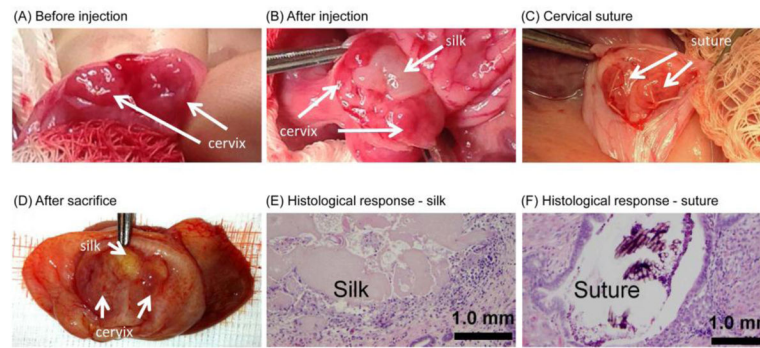 (A) Before injection
(B) After injection
(C) Cervical suture
cervix
silk
cervix
suture
(D) After sacrifice
(E) Histological response - silk
(F) Histological response - suture
silk
cervix
Silk
1.0 mm
Suture
1.0 mm